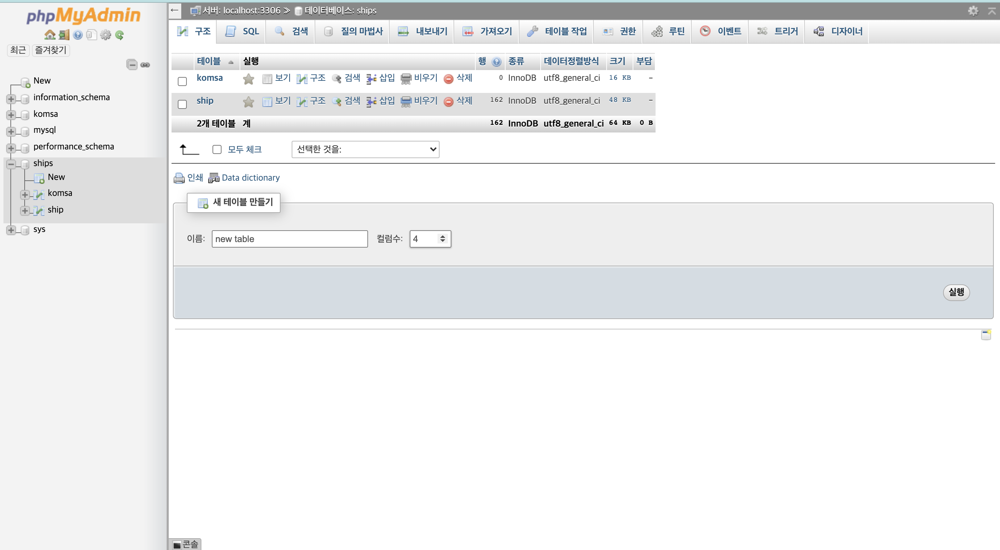 phpMyAdmin
최근 즐겨찾기
New
information_schema
komsa
mysql
performance_schema
ships
New
komsa
ship
sys
← 서버: localhost:3306 » 데이터베이스: ships
구조 SQL 검색 질의 마법사 내보내기 가져오기 테이블 작업 권한 루틴 이벤트 트리거 디자이너
테이블 실행 행 종류 데이터정렬방식 크기 부담
komsa 보기 구조 검색 삽입 비우기 삭제 0 InnoDB utf8_general_ci 16 KB -
ship 보기 구조 검색 삽입 비우기 삭제 162 InnoDB utf8_general_ci 48 KB -
2개 테이블 계 162 InnoDB utf8_general_ci 64 KB 0 B
모두 체크 선택한 것을:
인쇄 Data dictionary
새 테이블 만들기
이름: new table 컬럼수: 4
실행
콘솔